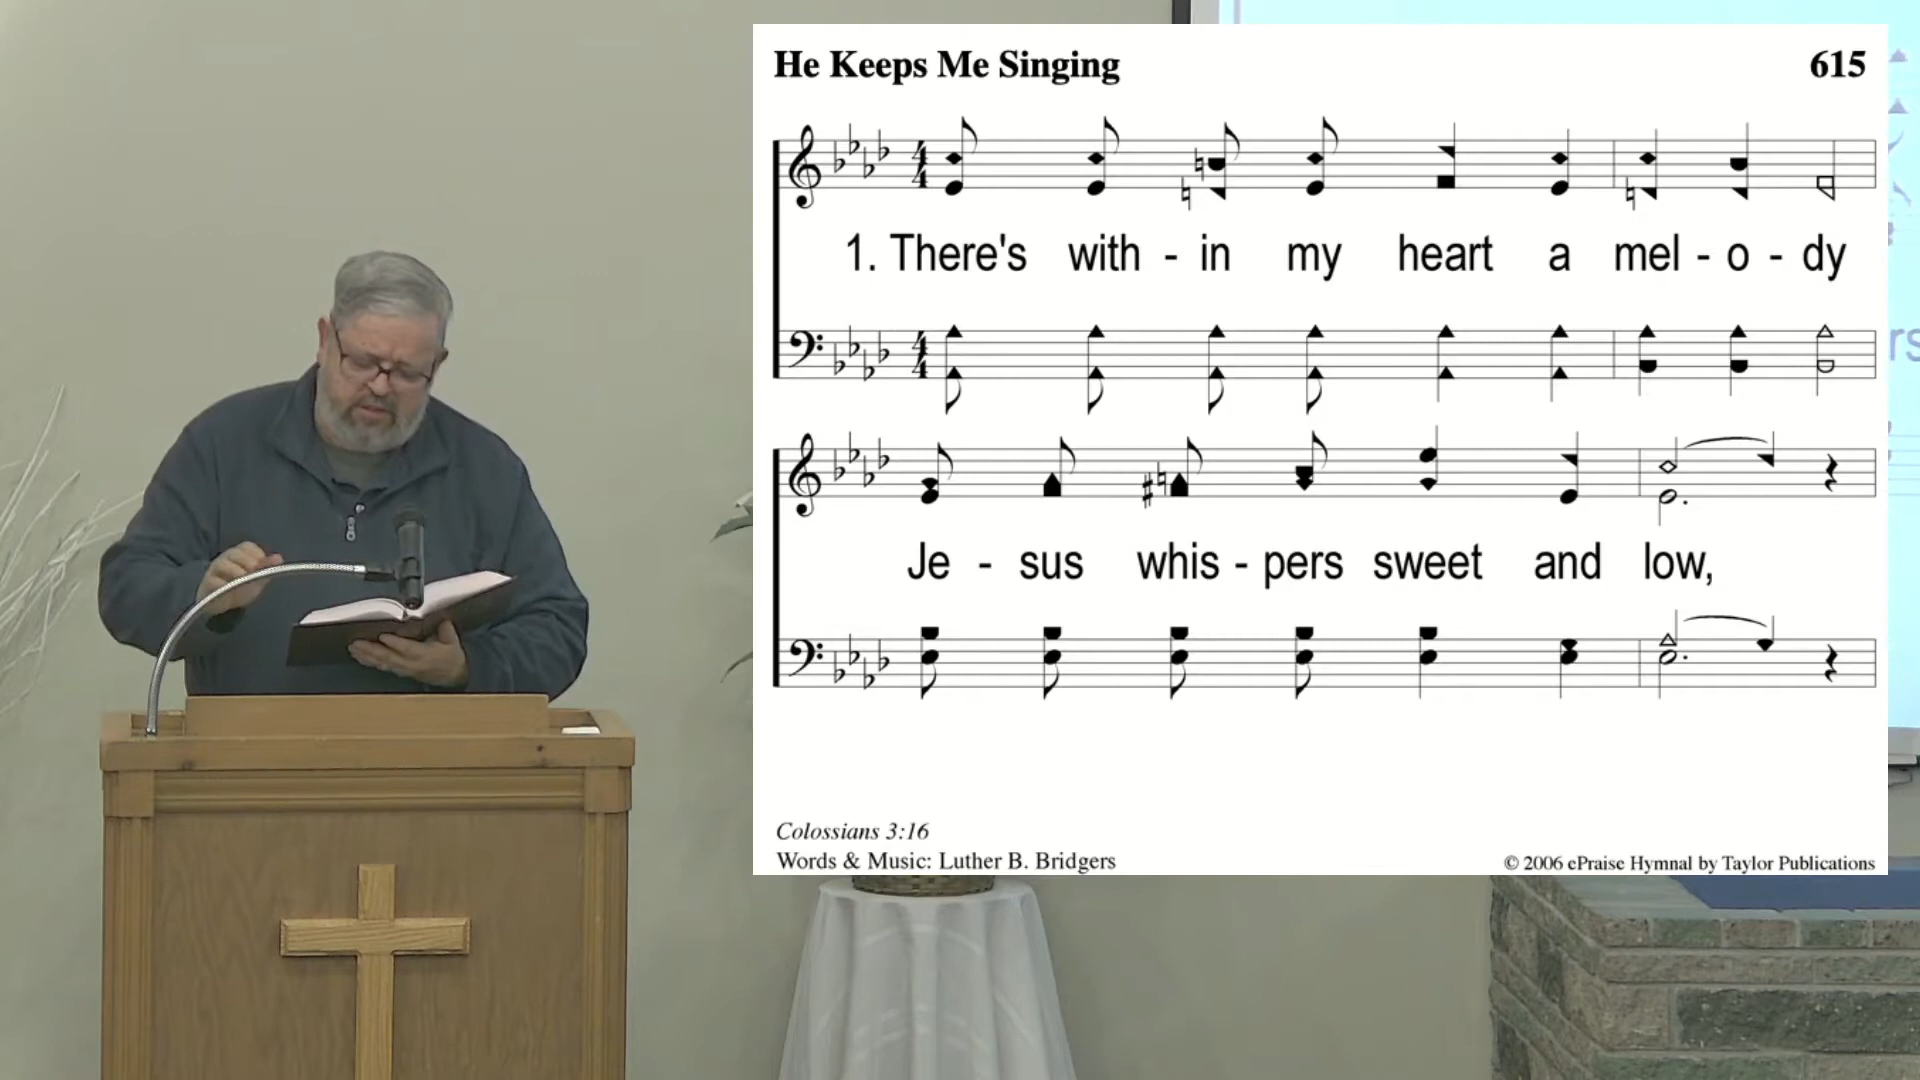 He Keeps Me Singing 615
1. There's with - in my heart a mel - o - dy
Je - sus whis - pers sweet and low,
Colossians 3:16
Words & Music: Luther B. Bridgers
© 2006 ePraise Hymnal by Taylor Publications
rs